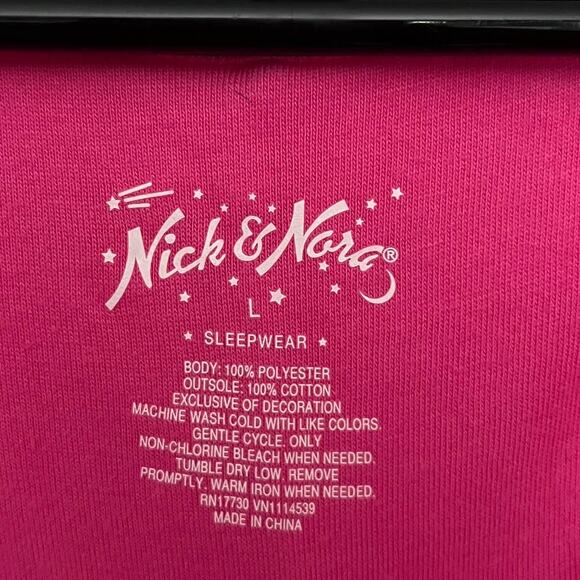 Nick & Nora®
L
SLEEPWEAR
BODY: 100% POLYESTER
OUTSOLE: 100% COTTON
EXCLUSIVE OF DECORATION
MACHINE WASH COLD WITH LIKE COLORS.
GENTLE CYCLE. ONLY
NON-CHLORINE BLEACH WHEN NEEDED.
TUMBLE DRY LOW. REMOVE
PROMPTLY. WARM IRON WHEN NEEDED.
RN17730 VN1114539
MADE IN CHINA